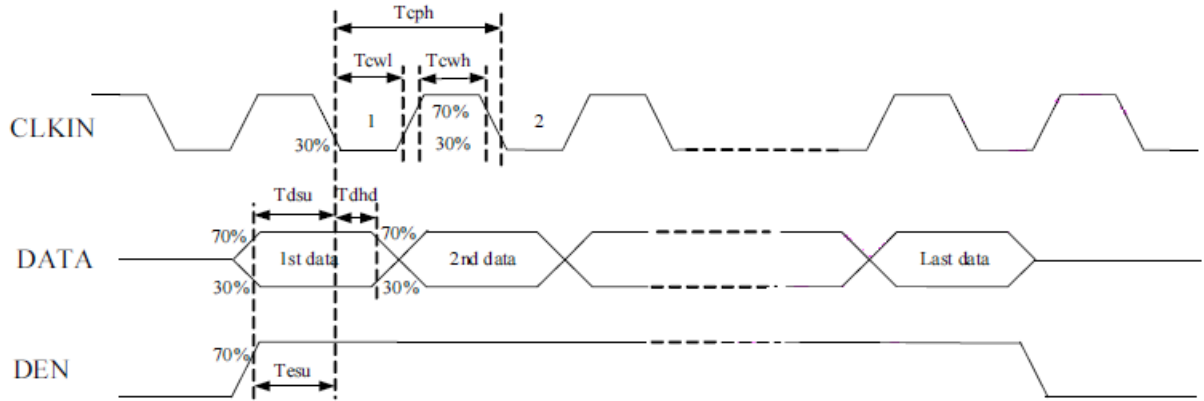 Tcph
Tcwl Tcwh
CLKIN 30% 1 70% 2
30%
Tdsu Tdhd
70% 70%
DATA 1st data 2nd data Last data
30% 30%
70%
DEN Tesu